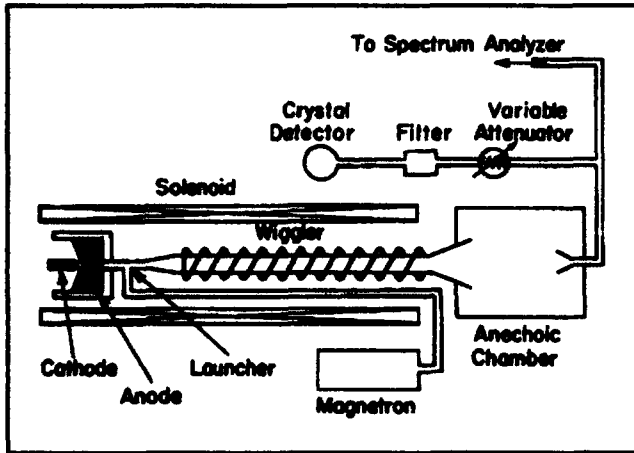 To Spectrum Analyzer
Crystal
Detector
Filter
Variable
Attenuator
Solenoid
Wiggler
Anechoic
Chamber
Cathode
Launcher
Anode
Magnetron